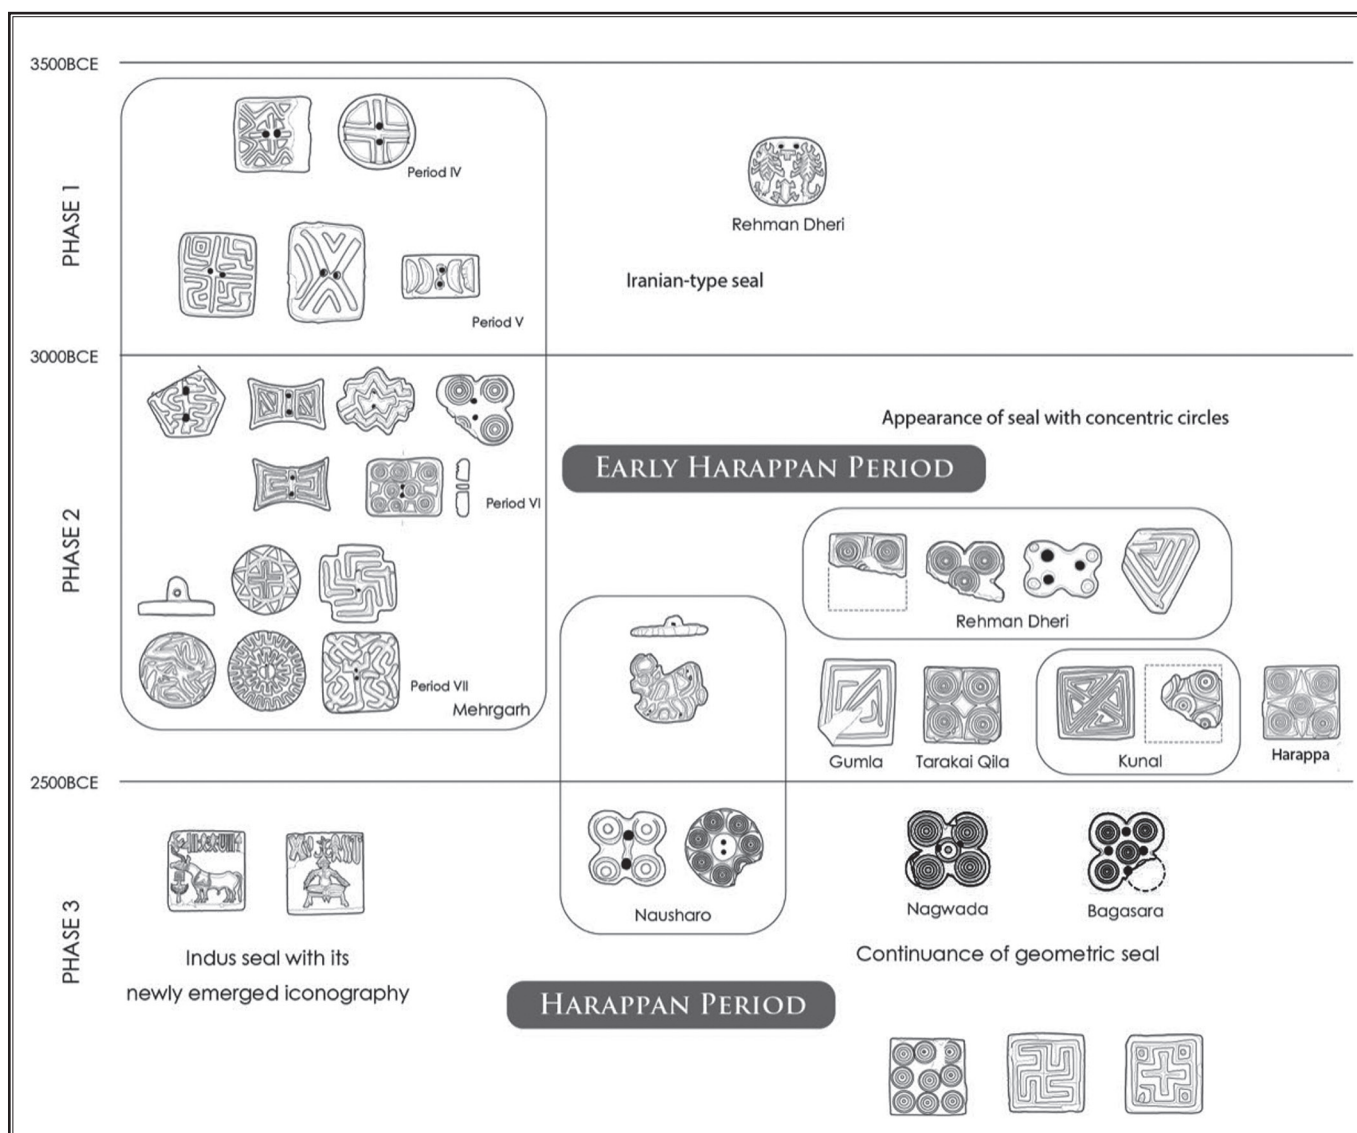 3500BCE
PHASE 1
Period IV
Rehman Dheri
Iranian-type seal
Period V
3000BCE
PHASE 2
Appearance of seal with concentric circles
EARLY HARAPPAN PERIOD
Period VI
Rehman Dheri
Period VII
Mehrgarh
Gumla
Tarakai Qila
Kunal
Harappa
2500BCE
PHASE 3
Nausharo
Nagwada
Bagasara
Indus seal with its
newly emerged iconography
Continuance of geometric seal
HARAPPAN PERIOD